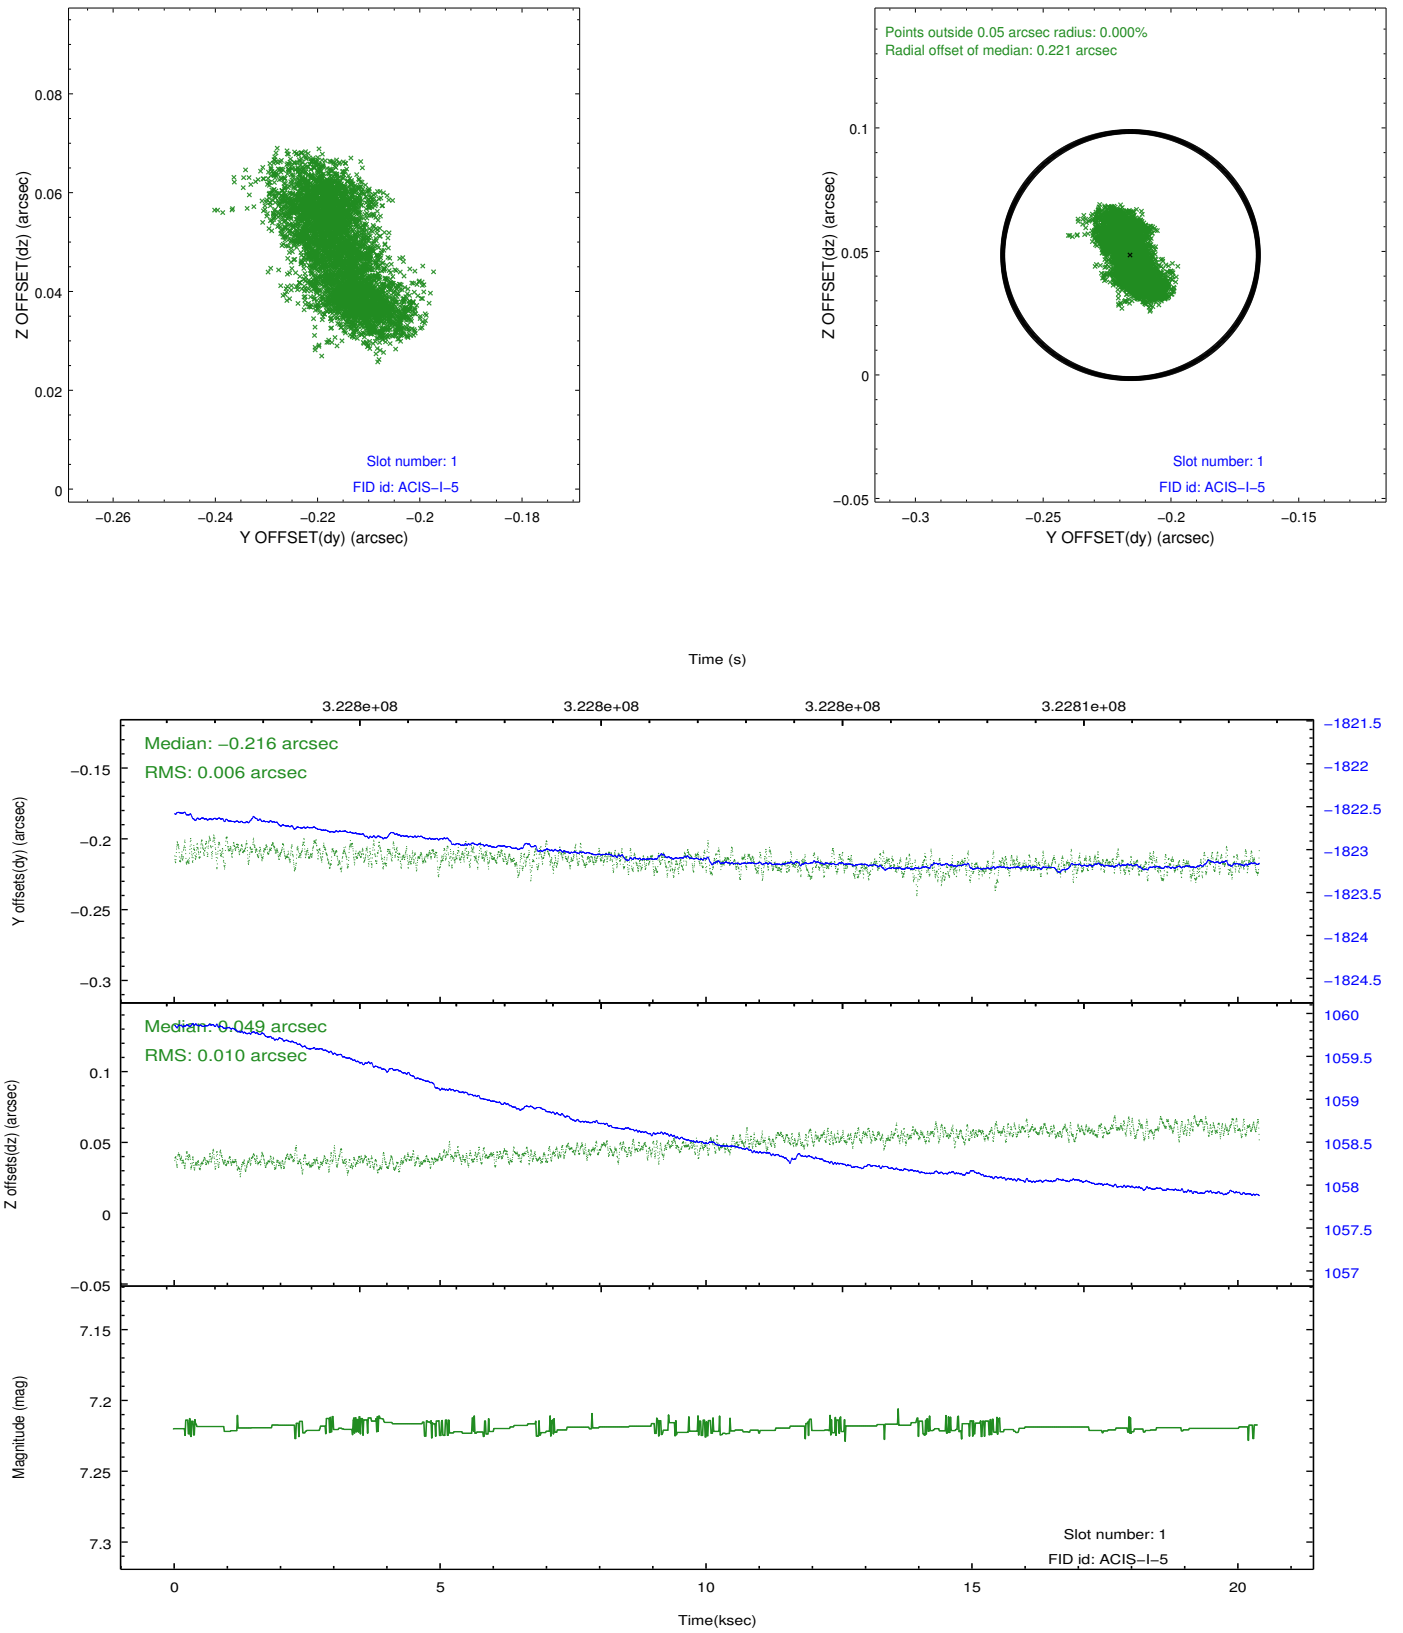 0.08
0.06
0.04
0.02
0
Z OFFSET(dz) (arcsec)
Slot number: 1
FID id: ACIS−I−5
−0.26 −0.24 −0.22 −0.2 −0.18
Y OFFSET(dy) (arcsec)
Points outside 0.05 arcsec radius: 0.000%
Radial offset of median: 0.221 arcsec
0.1
0.05
0
−0.05
Z OFFSET(dz) (arcsec)
Slot number: 1
FID id: ACIS−I−5
−0.3 −0.25 −0.2 −0.15
Y OFFSET(dy) (arcsec)
Time (s)
3.228e+08 3.228e+08 3.228e+08 3.2281e+08
Median: −0.216 arcsec
RMS: 0.006 arcsec
−0.15
−0.2
−0.25
−0.3
Y offsets(dy) (arcsec)
−1821.5
−1822
−1822.5
−1823
−1823.5
−1824
−1824.5
Median: 0.049 arcsec
RMS: 0.010 arcsec
0.1
0.05
0
−0.05
Z offsets(dz) (arcsec)
1060
1059.5
1059
1058.5
1058
1057.5
1057
7.15
7.2
7.25
7.3
Magnitude (mag)
Slot number: 1
FID id: ACIS−I−5
0 5 10 15 20
Time(ksec)